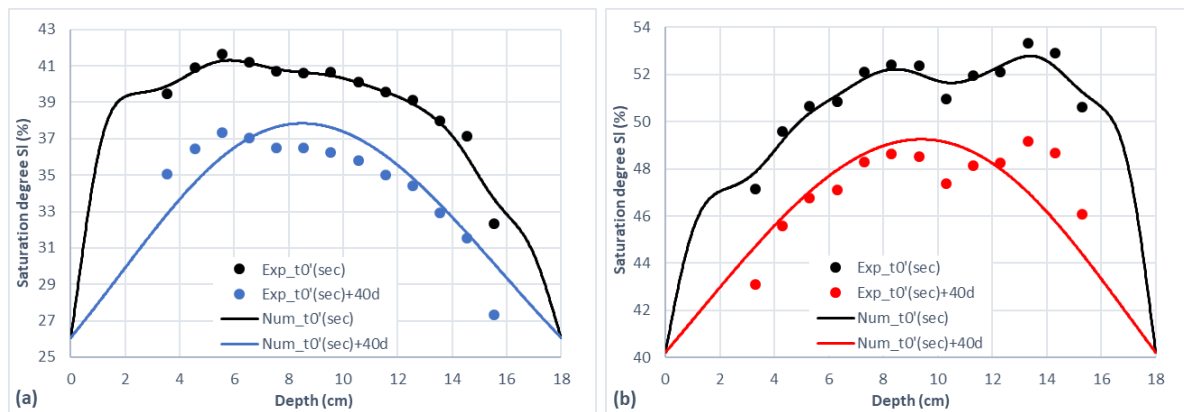 Saturation degree Sl (%)
43
41
39
37
35
33
31
29
27
25
Exp_t0'(sec)
Exp_t0'(sec)+40d
Num_t0'(sec)
Num_t0'(sec)+40d
0 2 4 6 8 10 12 14 16 18
(a) Depth (cm)
Saturation degree Sl (%)
54
52
50
48
46
44
42
40
Exp_t0'(sec)
Exp_t0'(sec)+40d
Num_t0'(sec)
Num_t0'(sec)+40d
0 2 4 6 8 10 12 14 16 18
(b) Depth (cm)